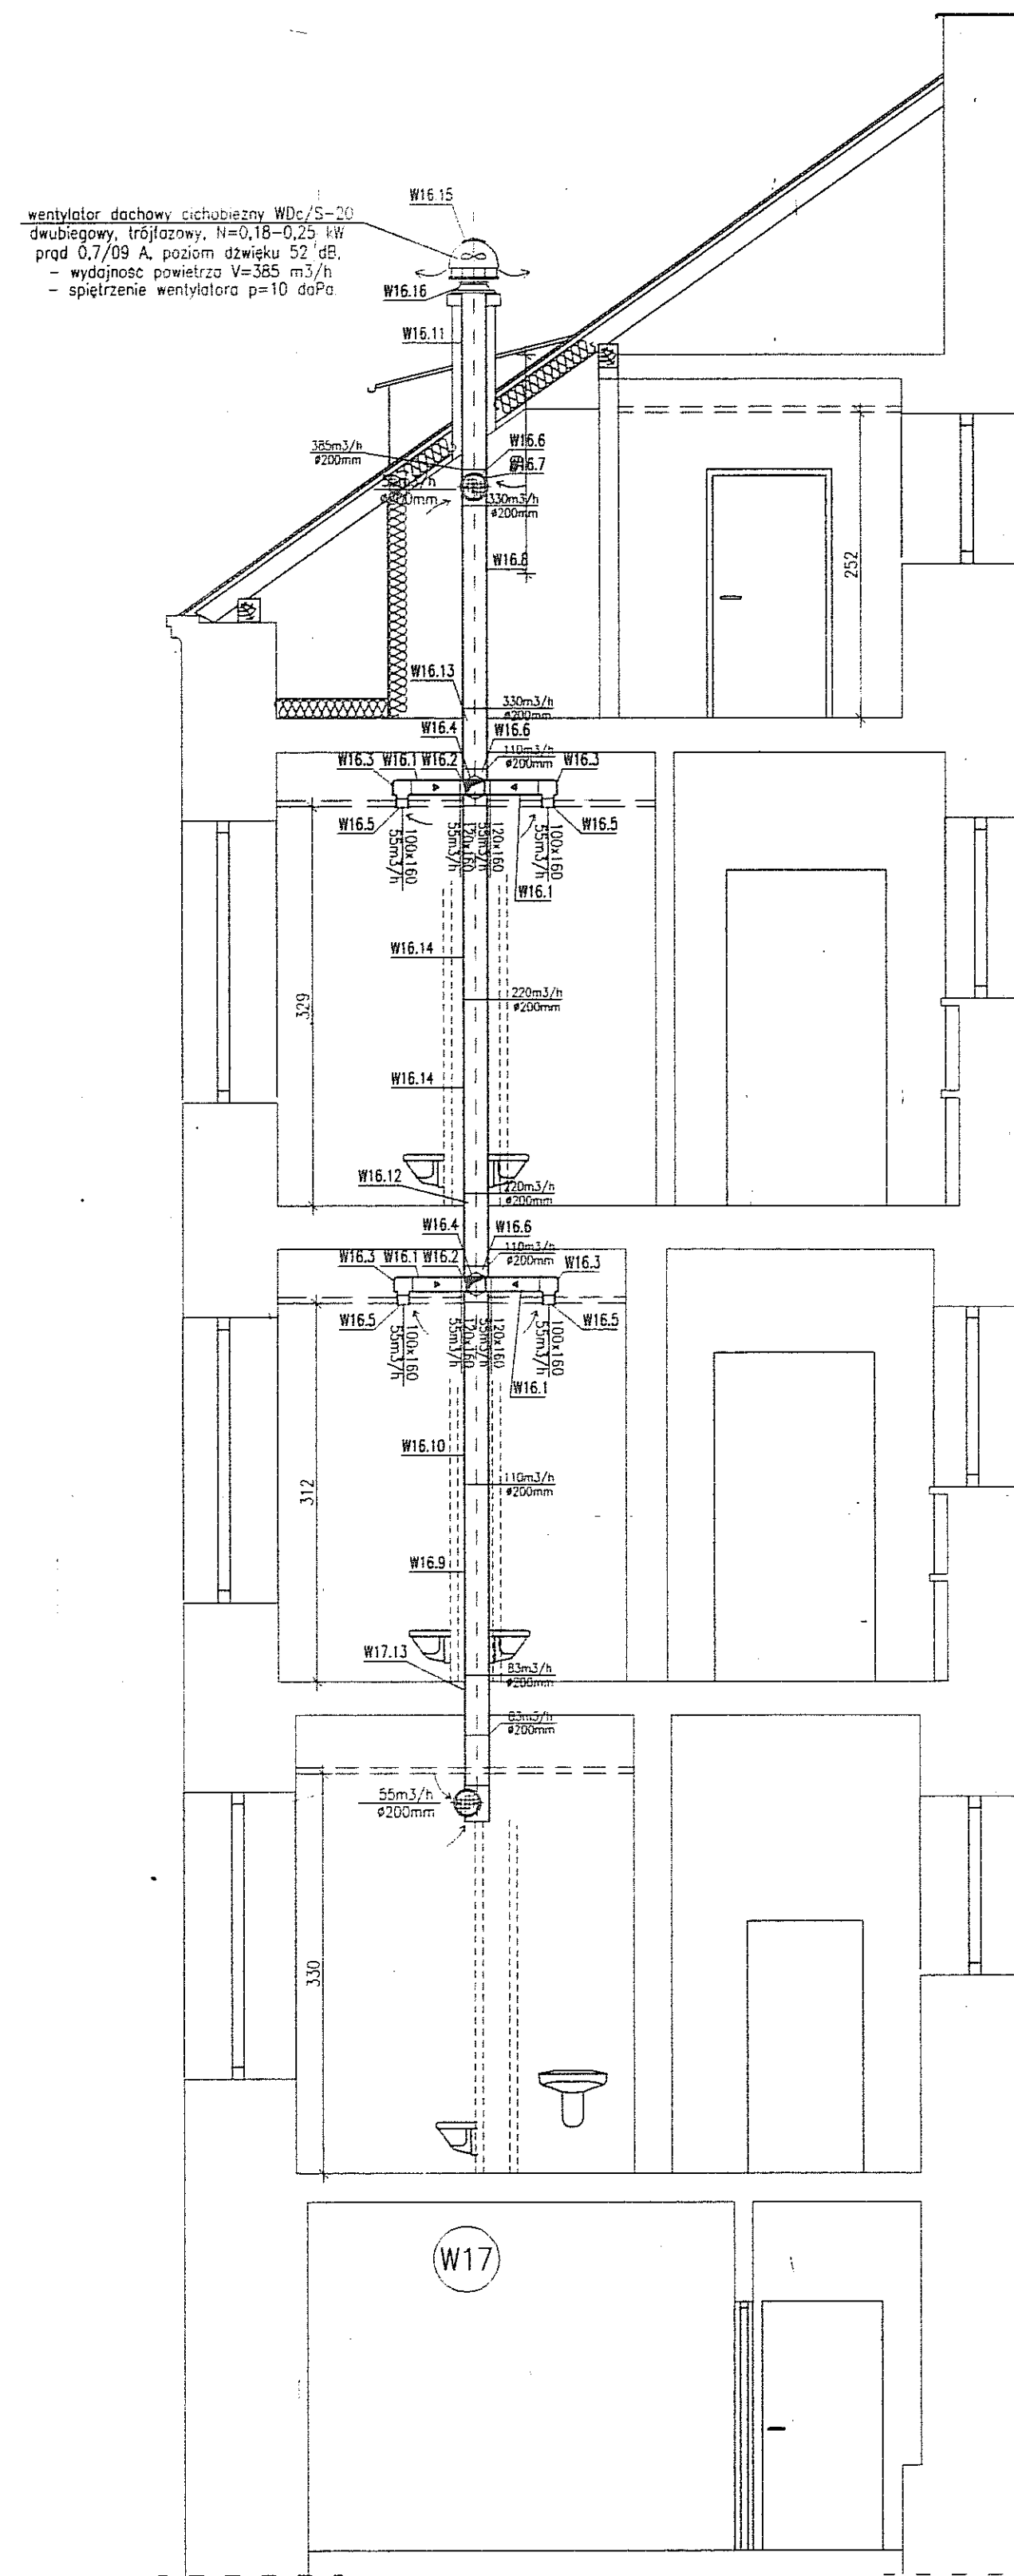 W16.15
wentylator dachowy cichobieżny WDc/S-20
dwubiegowy, trójfazowy, N=0,18-0,25 kW
prąd 0.7/09 A, poziom dźwięku 52 dB,
- wydajność powietrza V=385 m3/h
- spiętrzenie wentylatora p=10 daPa
W16.16
W16.11
385m3/h
ø200mm
W16.6
W16.7
330m3/h
ø200mm
W16.8
252
W16.13
330m3/h
ø200mm
W16.4
W16.6
110m3/h
ø200mm
W16.3
W16.1
W16.2
W16.3
W16.5
W16.5
100x160
55m3/h
120x160
55m3/h
120x160
55m3/h
100x160
55m3/h
W16.1
W16.14
220m3/h
ø200mm
329
W16.14
W16.12
220m3/h
ø200mm
W16.4
W16.6
110m3/h
ø200mm
W16.3
W16.1
W16.2
W16.3
W16.5
W16.5
100x160
55m3/h
120x160
55m3/h
120x160
55m3/h
100x160
55m3/h
W16.1
W16.10
110m3/h
ø200mm
312
W16.9
W17.13
83m3/h
ø200mm
83m3/h
ø200mm
55m3/h
ø200mm
330
W17